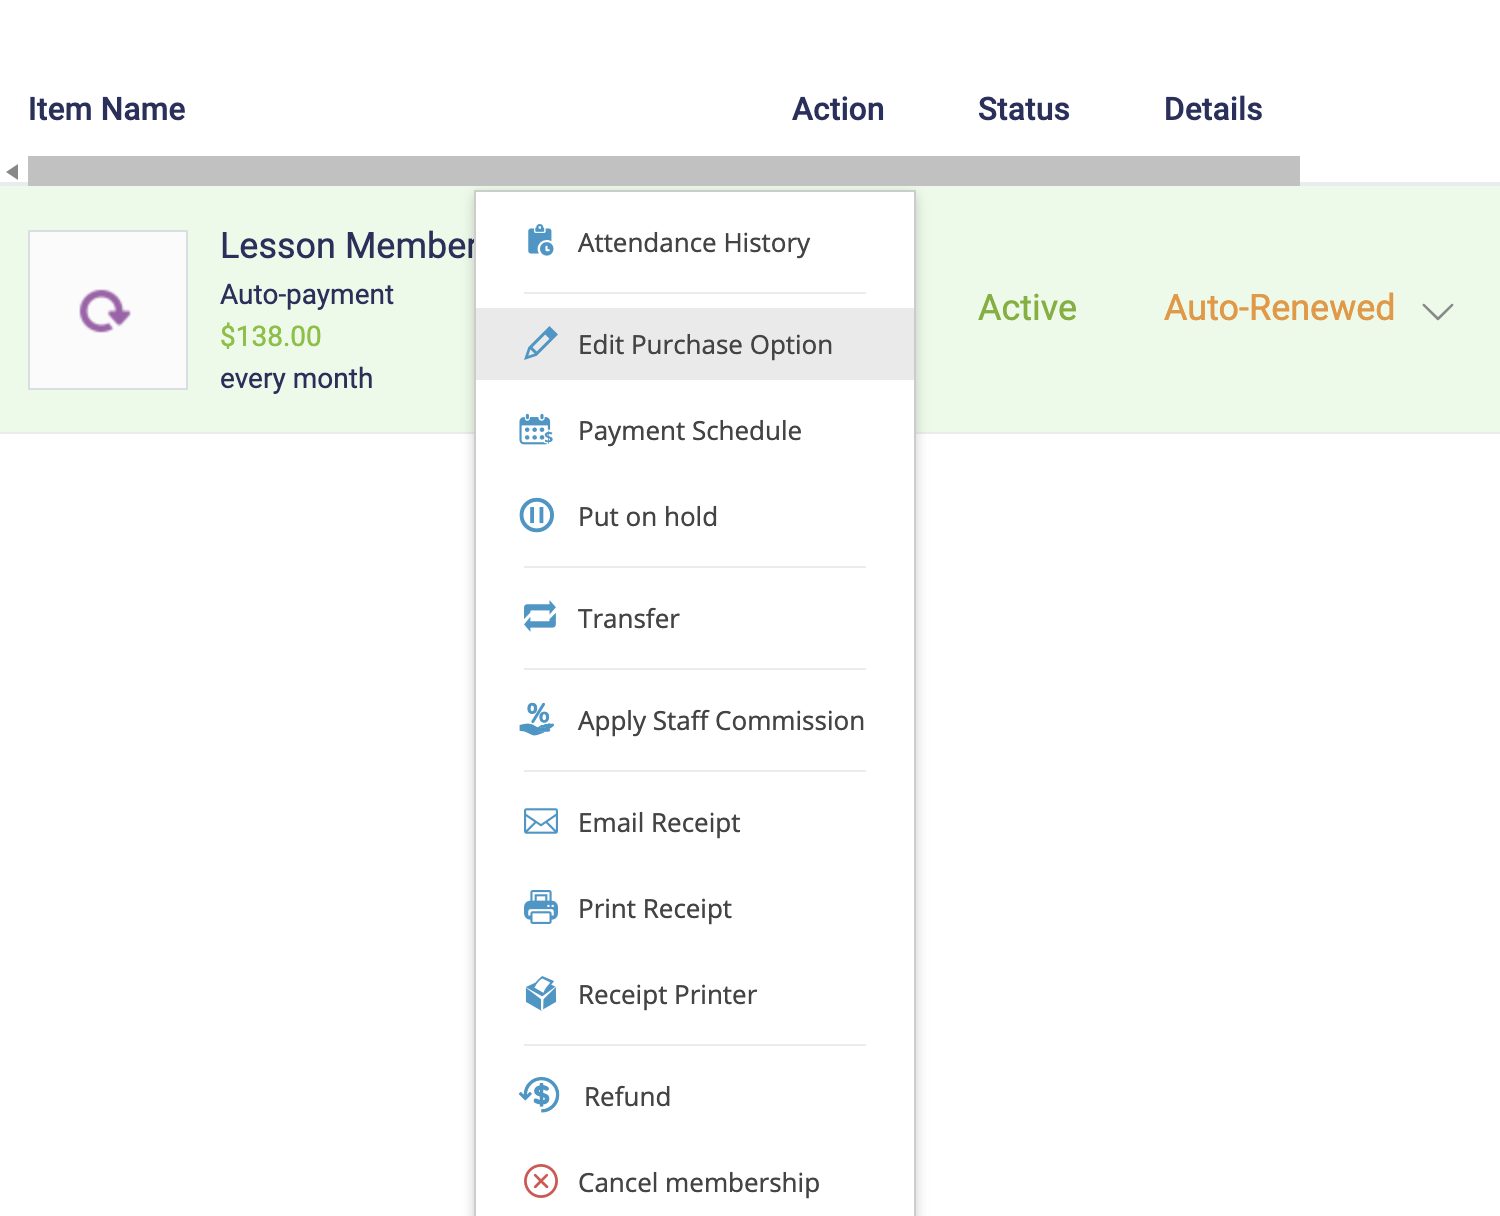 Item Name Action Status Details
Lesson Member
Auto-payment
$138.00
every month
Active Auto-Renewed
Attendance History
Edit Purchase Option
Payment Schedule
Put on hold
Transfer
Apply Staff Commission
Email Receipt
Print Receipt
Receipt Printer
Refund
Cancel membership